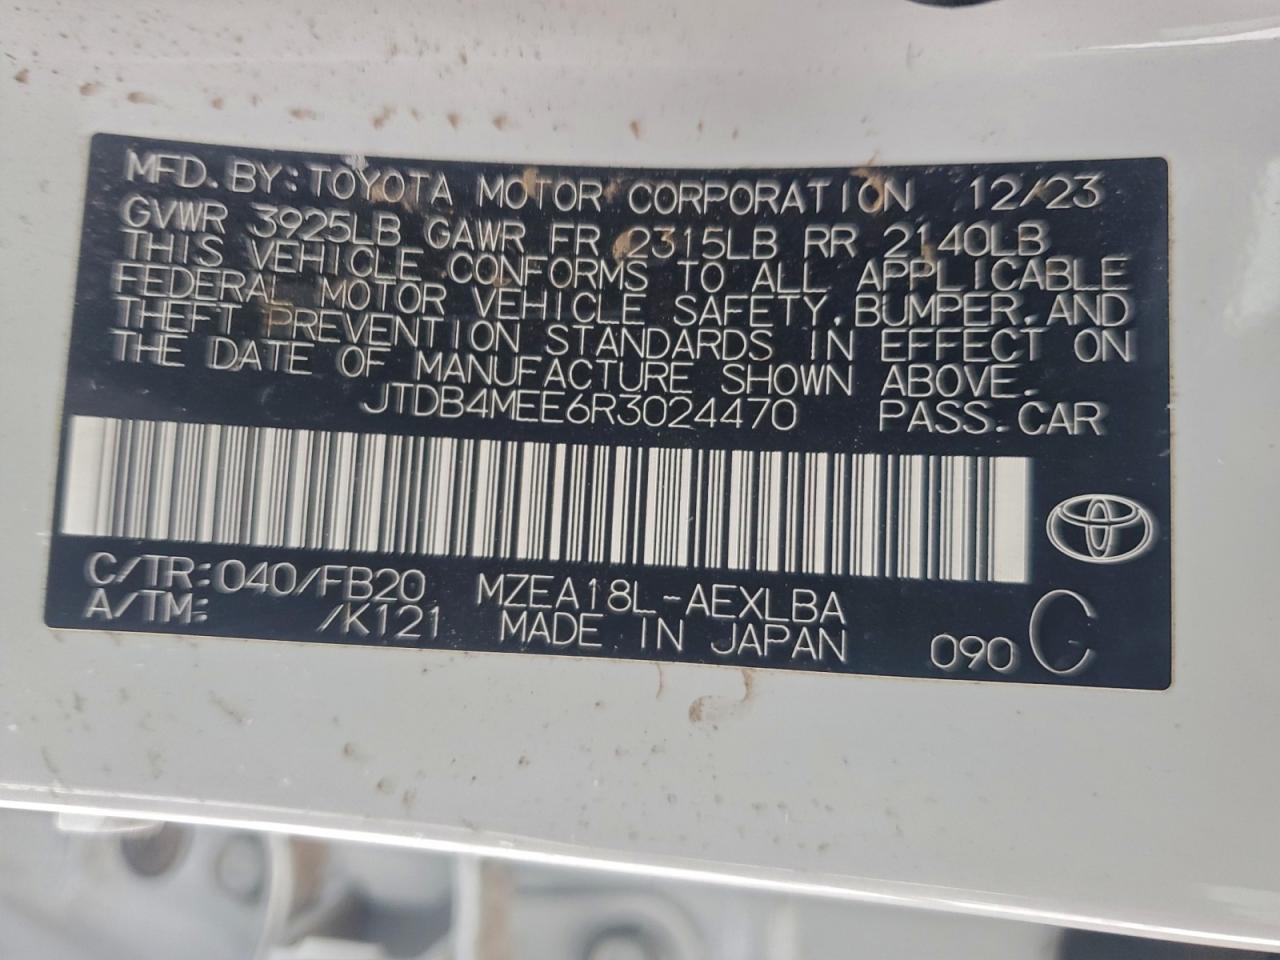 MFD.BY:TOYOTA MOTOR CORPORATION 12/23
GVWR 3925LB GAWR FR 2315LB RR 2140LB
THIS VEHICLE CONFORMS TO ALL APPLICABLE
FEDERAL MOTOR VEHICLE SAFETY,BUMPER,AND
THEFT PREVENTION STANDARDS IN EFFECT ON
THE DATE OF MANUFACTURE SHOWN ABOVE.
JTDB4MEE6R3024470 PASS.CAR
C/TR:040/FB20 MZEA18L-AEXLBA
A/TM: /K121 MADE IN JAPAN 090 C